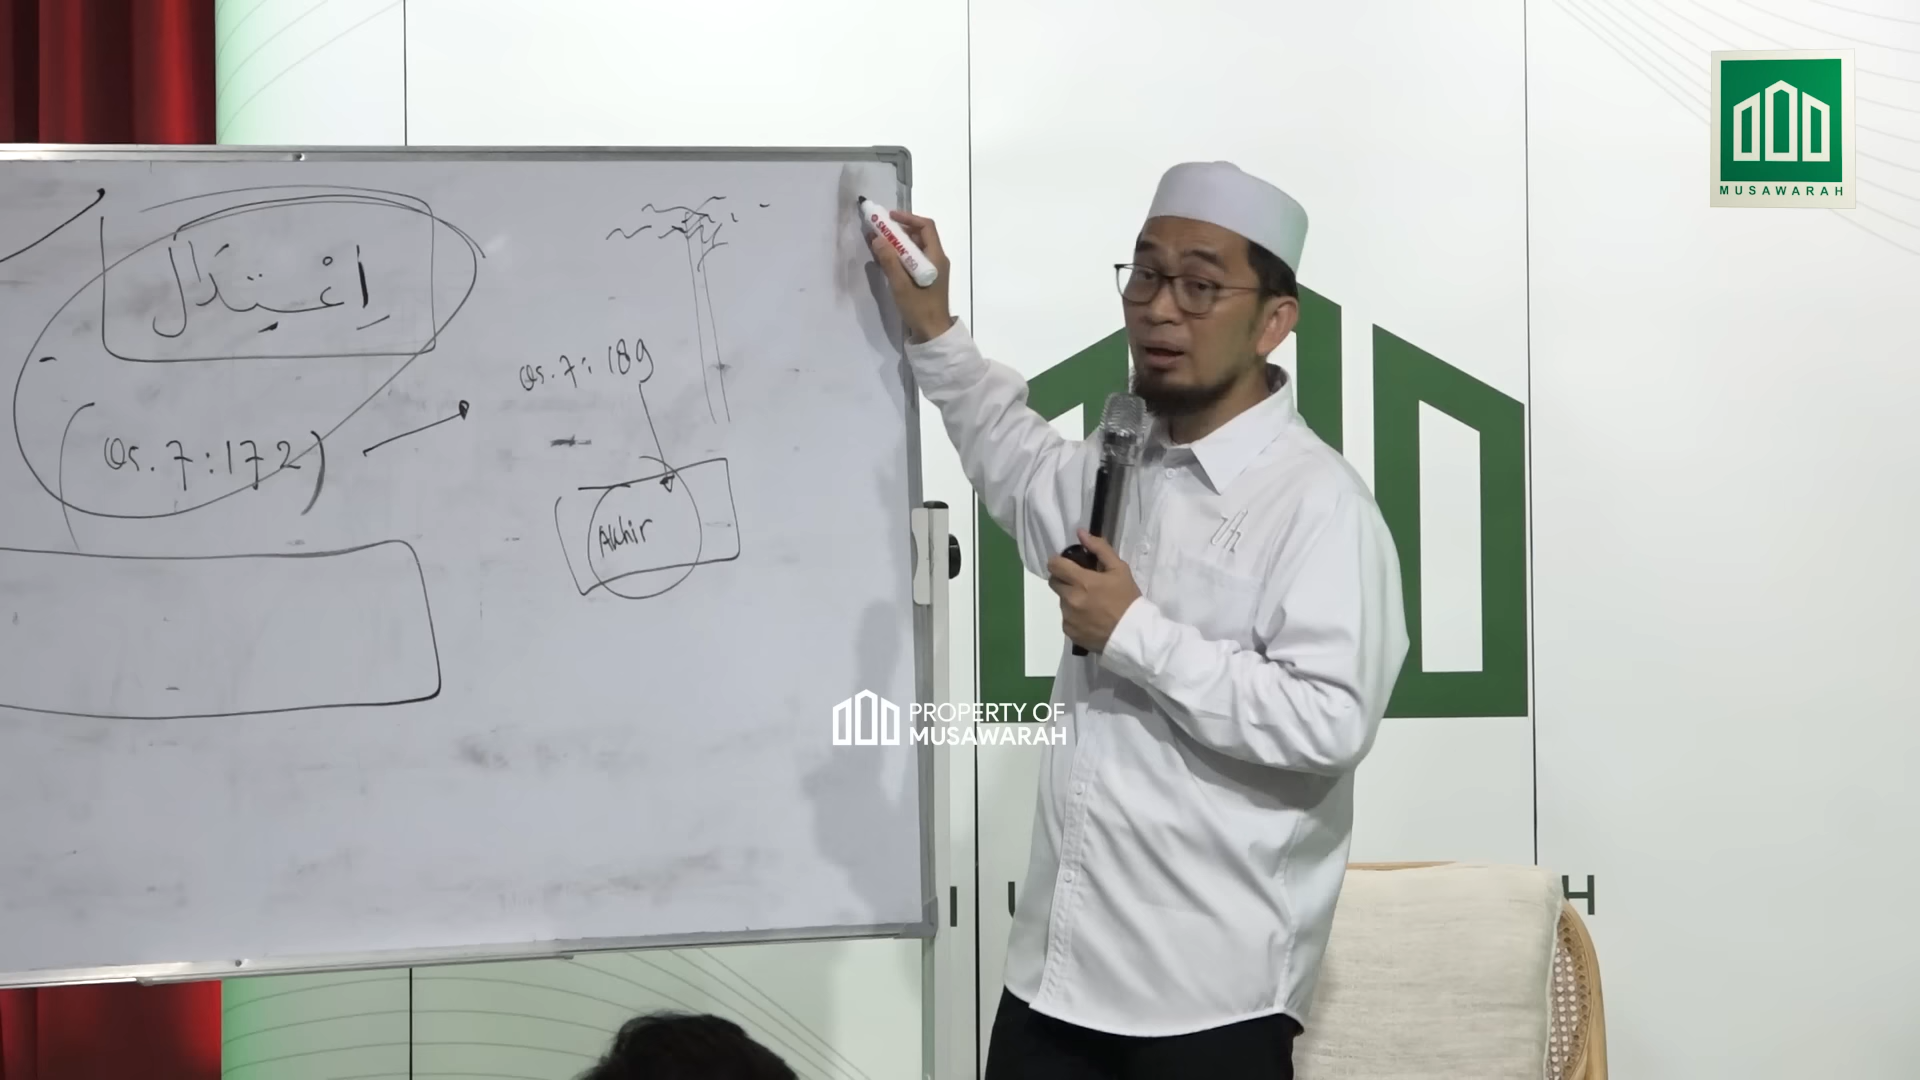 MUSAWARAH
اِعْتِدَال
Qs. 7:172)
Qs. 7:189
Akhir
SNOWMAN
PROPERTY OF
MUSAWARAH
H